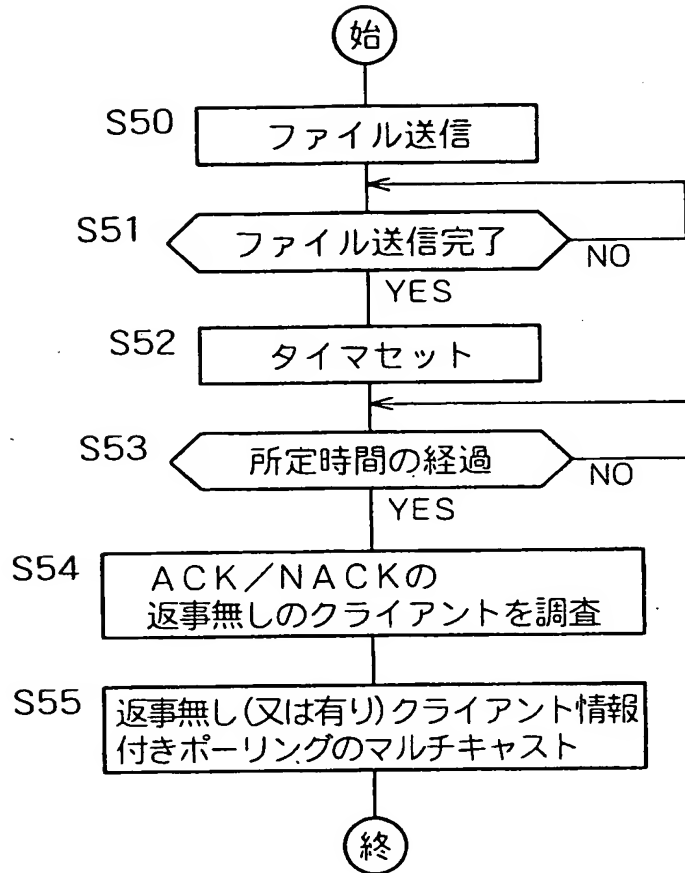 始
S50 ファイル送信
S51 ファイル送信完了
NO
YES
S52 タイマセット
S53 所定時間の経過
NO
YES
S54 ACK/NACKの
返事無しのクライアントを調査
S55 返事無し(又は有り)クライアント情報
付きポーリングのマルチキャスト
終